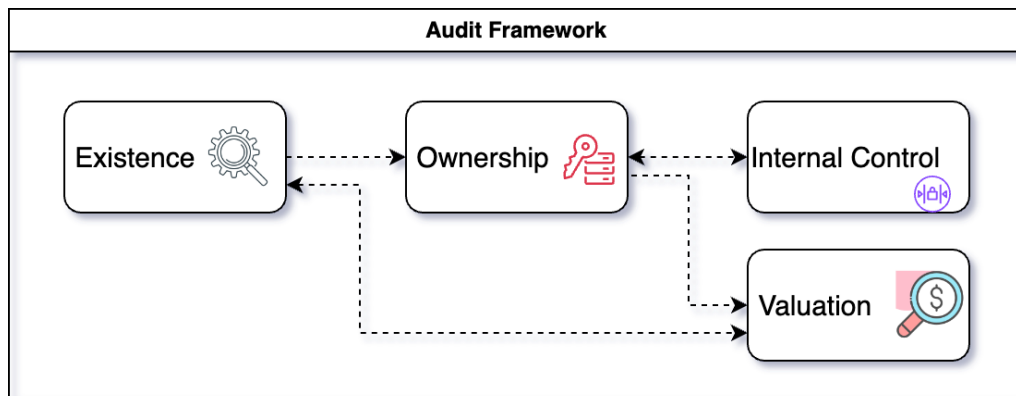 Audit Framework
Existence
Ownership
Internal Control
Valuation
$